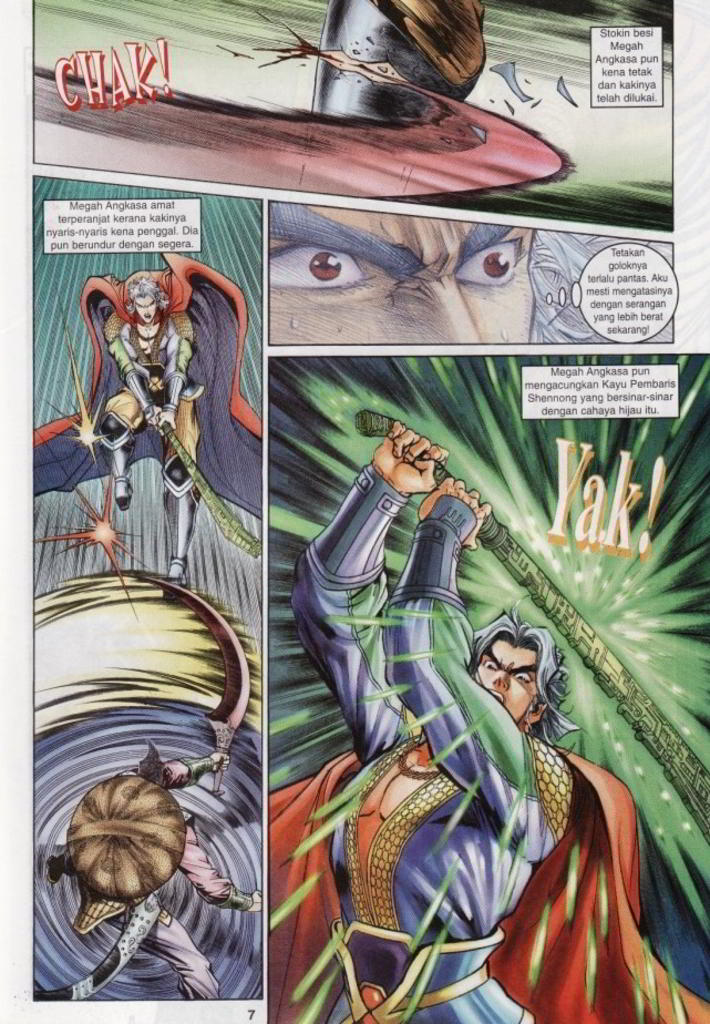 CHAK!
Stokin besi
Megah
Angkasa pun
kena tetak
dan kakinya
telah dilukai.
Megah Angkasa amat
terperanjat kerana kakinya
nyaris-nyaris kena penggal. Dia
pun berundur dengan segera.
Tetakan
goloknya
terlalu pantas. Aku
mesti mengatasinya
dengan serangan
yang lebih berat
sekarang!
Megah Angkasa pun
mengacungkan Kayu Pembaris
Shennong yang bersinar-sinar
dengan cahaya hijau itu.
Yak!
7